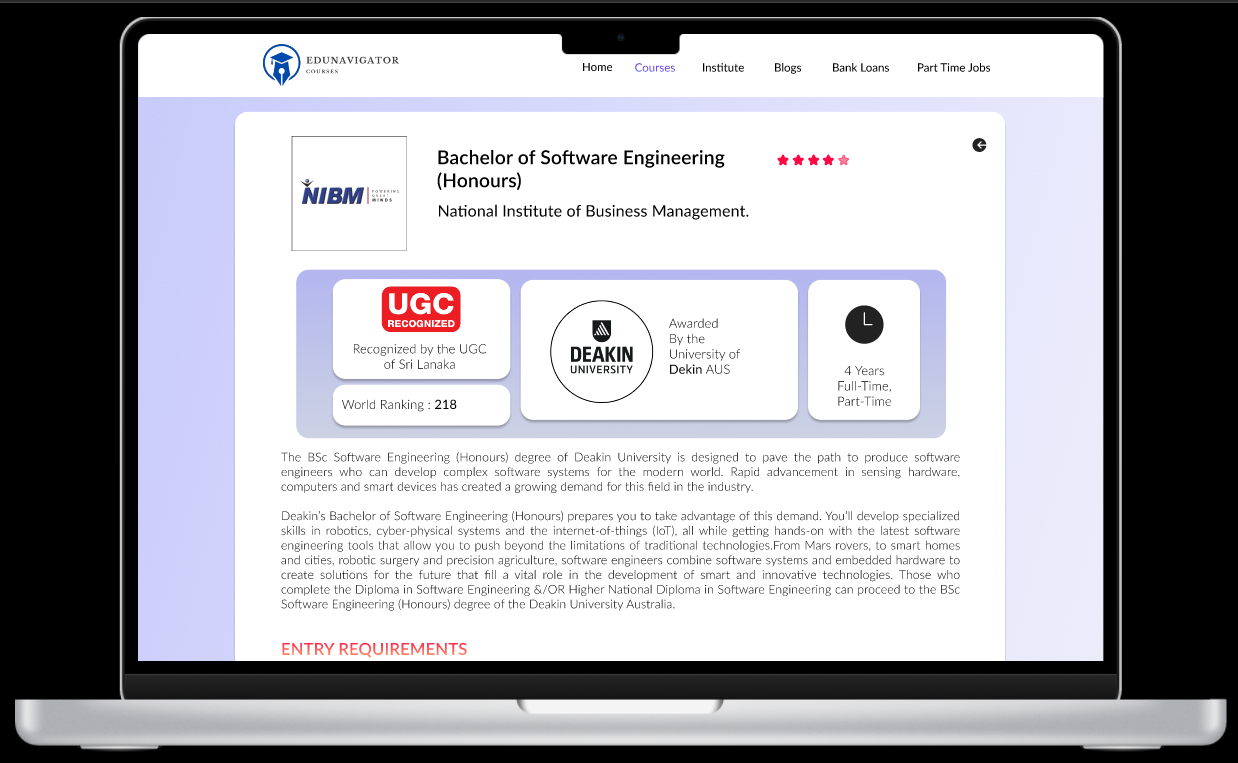 EDUNAVIGATOR
COURSES
Home Courses Institute Blogs Bank Loans Part Time Jobs
NIBM POWERING GREAT MINDS
Bachelor of Software Engineering
(Honours)
National Institute of Business Management.
UGC
RECOGNIZED
Recognized by the UGC
of Sri Lanaka
World Ranking : 218
DEAKIN
UNIVERSITY
Awarded
By the
University of
Dekin AUS
4 Years
Full-Time,
Part-Time
The BSc Software Engineering (Honours) degree of Deakin University is designed to pave the path to produce software
engineers who can develop complex software systems for the modern world. Rapid advancement in sensing hardware,
computers and smart devices has created a growing demand for this field in the industry.
Deakin's Bachelor of Software Engineering (Honours) prepares you to take advantage of this demand. You'll develop specialized
skills in robotics, cyber-physical systems and the internet-of-things (IoT), all while getting hands-on with the latest software
engineering tools that allow you to push beyond the limitations of traditional technologies.From Mars rovers, to smart homes
and cities, robotic surgery and precision agriculture, software engineers combine software systems and embedded hardware to
create solutions for the future that fill a vital role in the development of smart and innovative technologies. Those who
complete the Diploma in Software Engineering &/OR Higher National Diploma in Software Engineering can proceed to the BSc
Software Engineering (Honours) degree of the Deakin University Australia.
ENTRY REQUIREMENTS